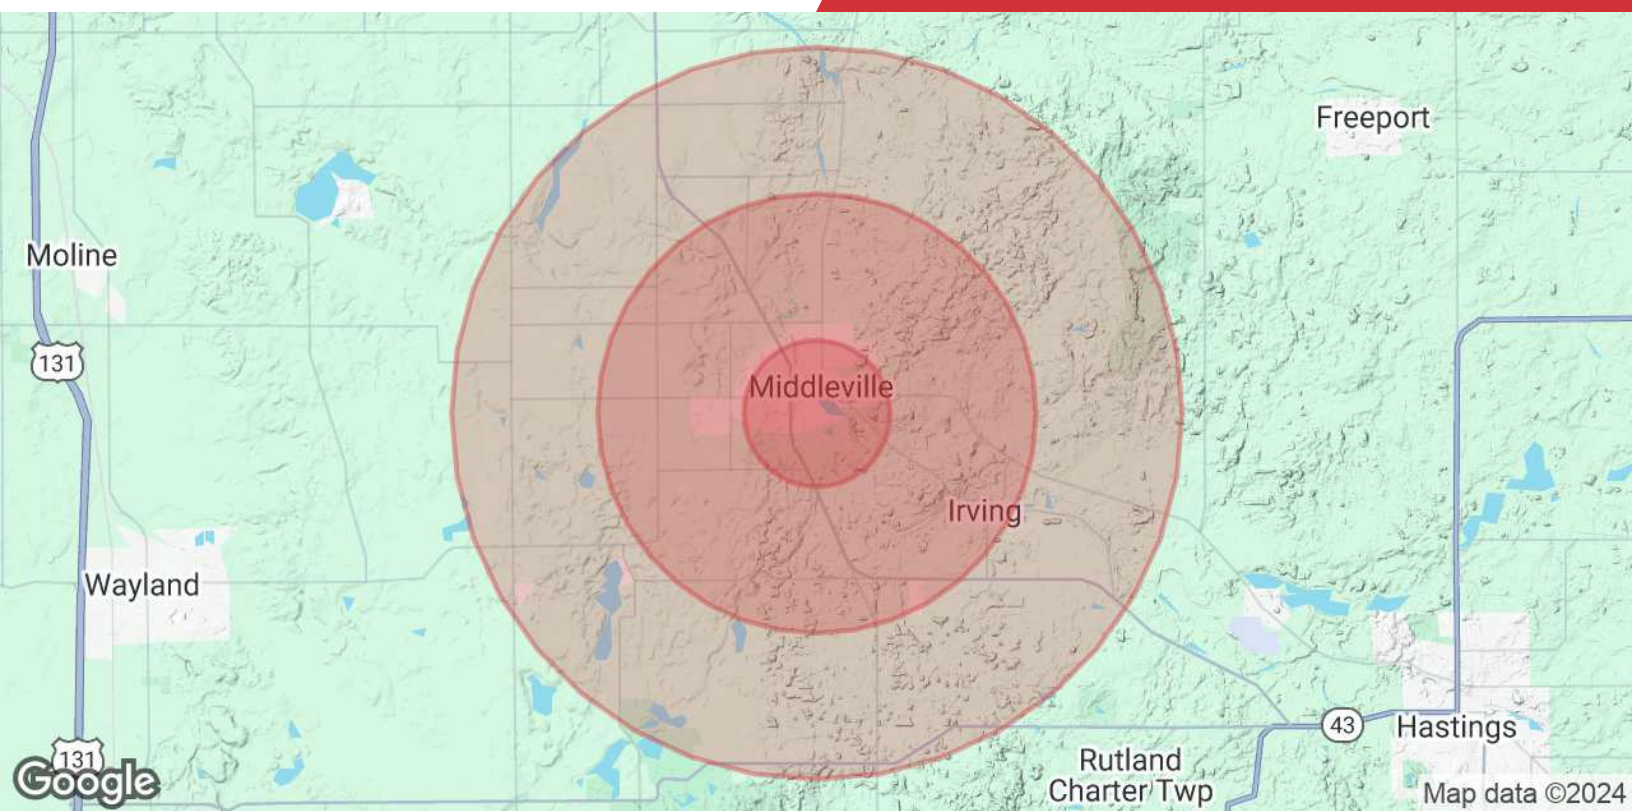 Freeport
Moline
131
Middleville
Irving
Wayland
43
Hastings
131
Rutland
Charter Twp
Google
Map data ©2024